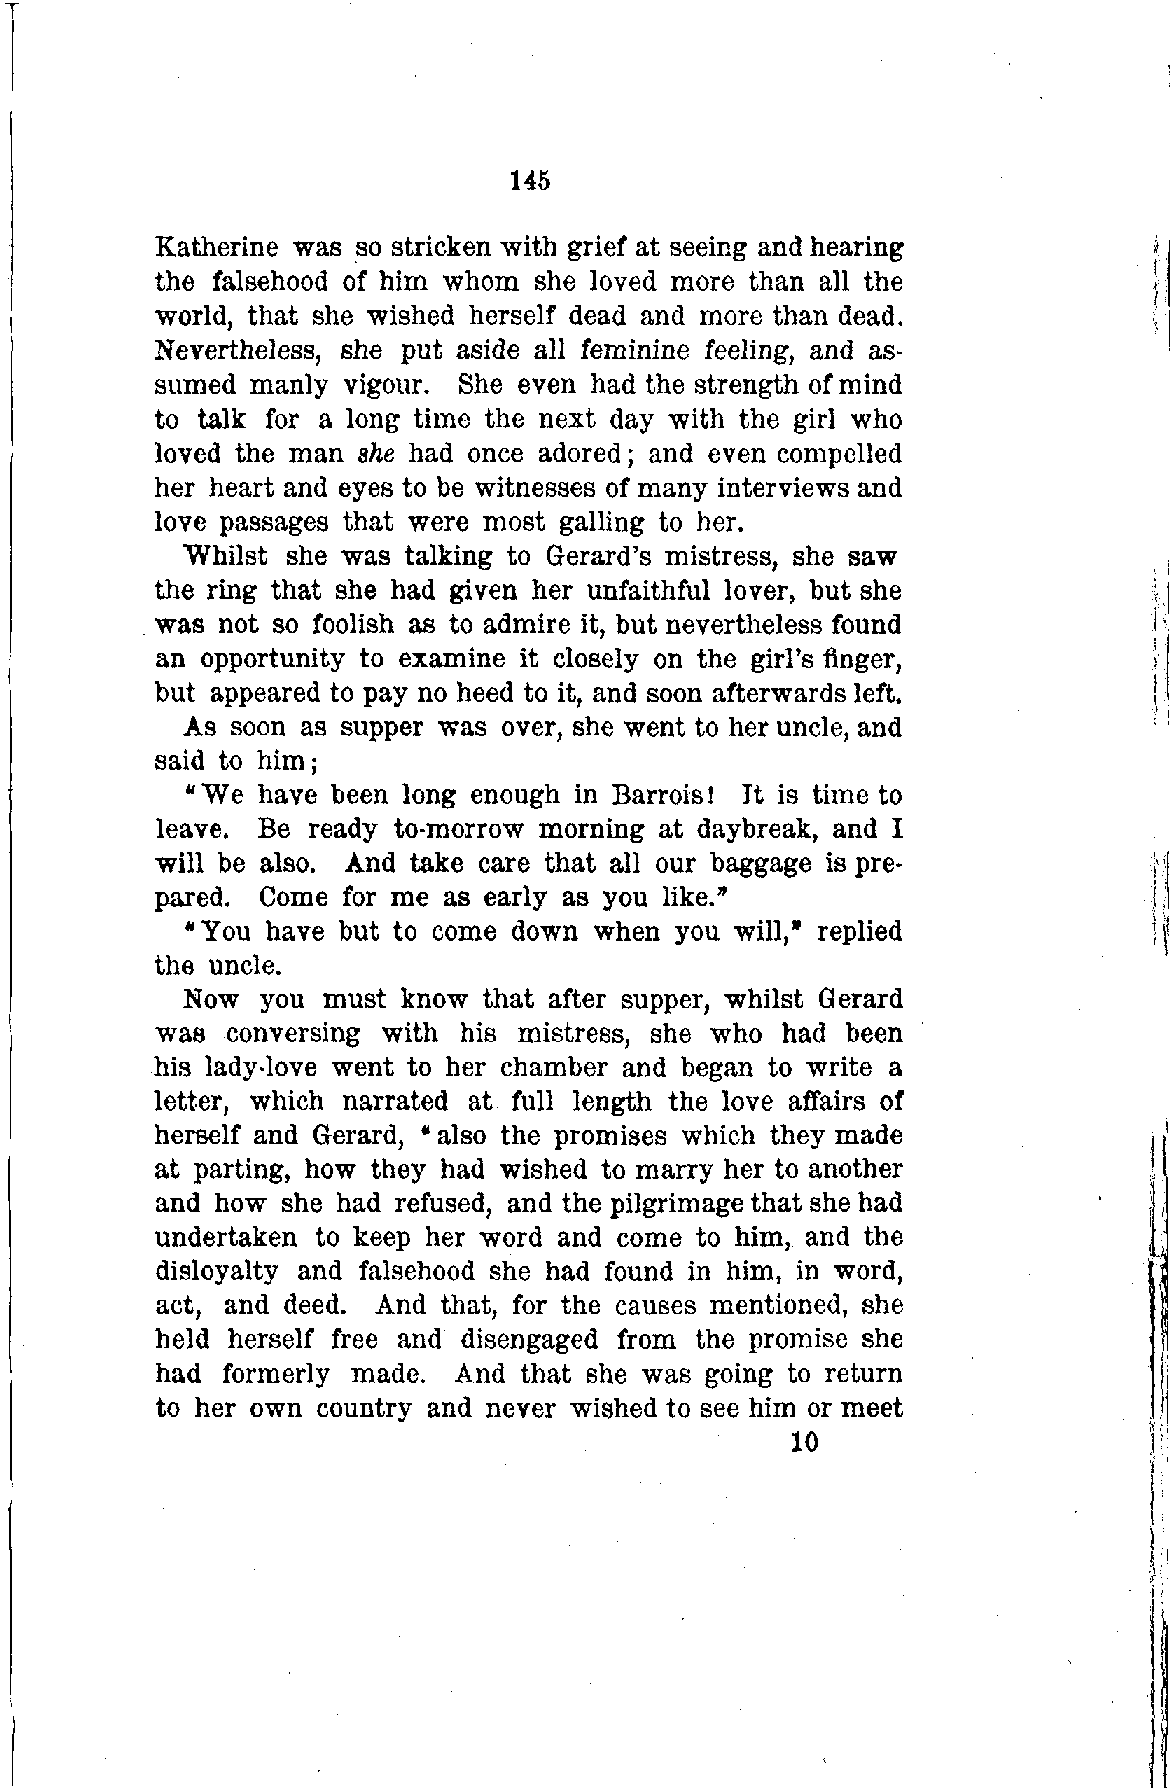 145
Katherine was so stricken with grief at seeing and hearing
the falsehood of him whom she loved more than all the
world, that she wished herself dead and more than dead.
Nevertheless, she put aside all feminine feeling, and as-
sumed manly vigour. She even had the strength of mind
to talk for a long time the next day with the girl who
loved the man she had once adored; and even compelled
her heart and eyes to be witnesses of many interviews and
love passages that were most galling to her.
Whilst she was talking to Gerard's mistress, she saw
the ring that she had given her unfaithful lover, but she
was not so foolish as to admire it, but nevertheless found
an opportunity to examine it closely on the girl's finger,
but appeared to pay no heed to it, and soon afterwards left.
As soon as supper was over, she went to her uncle, and
said to him;
"We have been long enough in Barrois! It is time to
leave. Be ready to-morrow morning at daybreak, and I
will be also. And take care that all our baggage is pre-
pared. Come for me as early as you like."
"You have but to come down when you will," replied
the uncle.
Now you must know that after supper, whilst Gerard
was conversing with his mistress, she who had been
his lady-love went to her chamber and began to write a
letter, which narrated at full length the love affairs of
herself and Gerard, "also the promises which they made
at parting, how they had wished to marry her to another
and how she had refused, and the pilgrimage that she had
undertaken to keep her word and come to him, and the
disloyalty and falsehood she had found in him, in word,
act, and deed. And that, for the causes mentioned, she
held herself free and disengaged from the promise she
had formerly made. And that she was going to return
to her own country and never wished to see him or meet
10